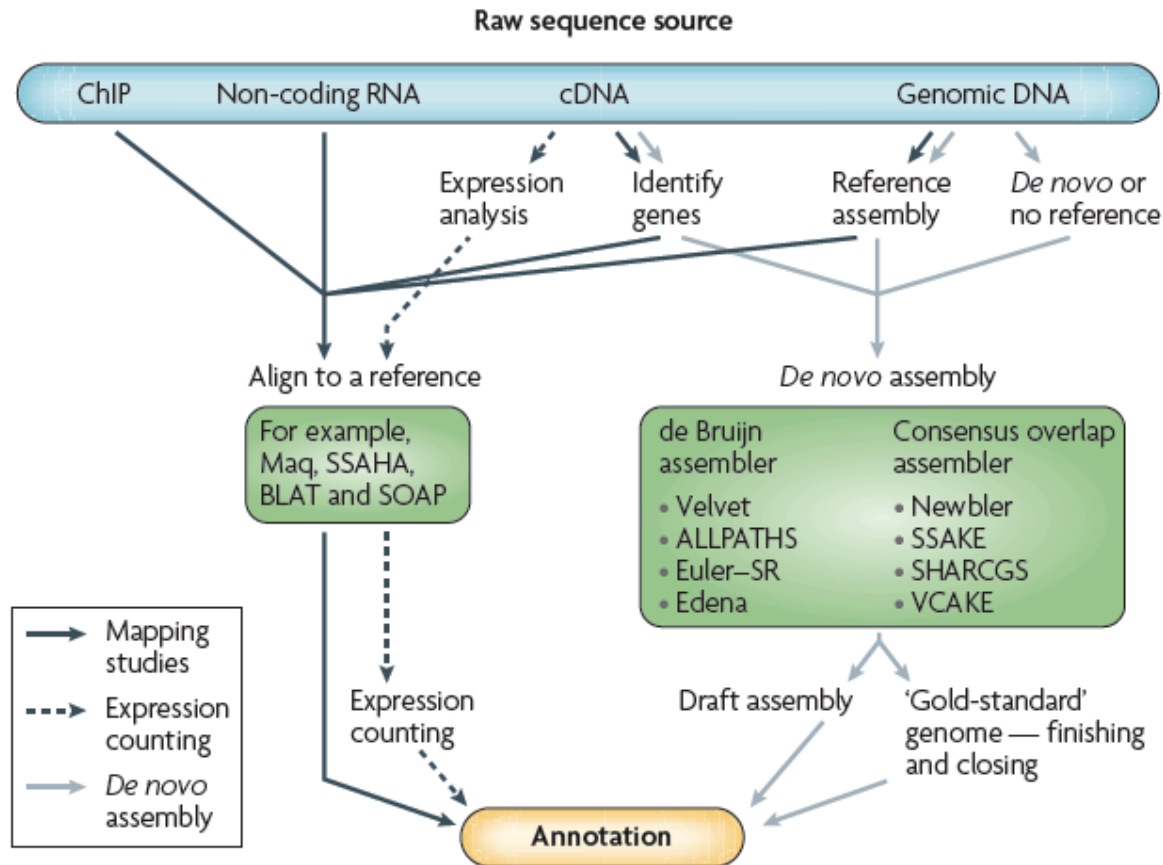 Raw sequence source
ChIP
Non-coding RNA
cDNA
Genomic DNA
Expression
analysis
Identify
genes
Reference
assembly
De novo or
no reference
Align to a reference
For example,
Maq, SSAHA,
BLAT and SOAP
De novo assembly
de Bruijn
assembler
• Velvet
• ALLPATHS
• Euler–SR
• Edena
Consensus overlap
assembler
• Newbler
• SSAKE
• SHARCGS
• VCAKE
Mapping
studies
Expression
counting
De novo
assembly
Expression
counting
Draft assembly
‘Gold-standard’
genome — finishing
and closing
Annotation